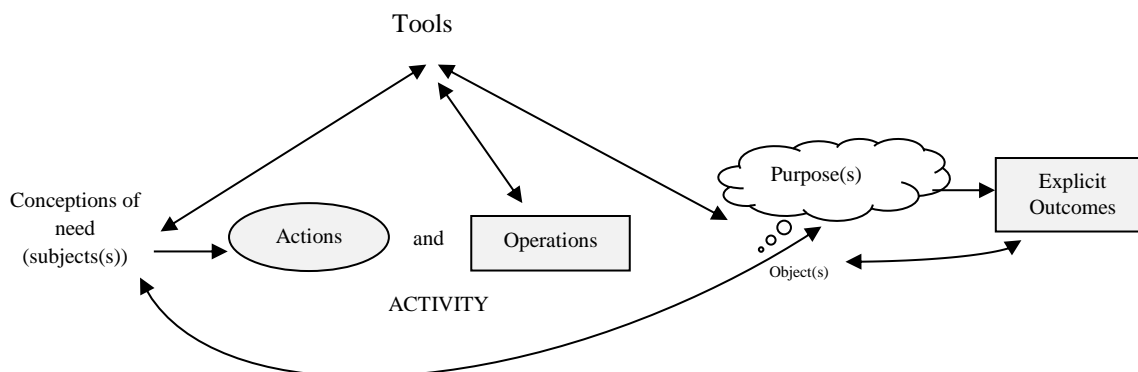 Tools
Conceptions of
need
(subjects(s))
Actions
and
Operations
ACTIVITY
Purpose(s)
Object(s)
Explicit
Outcomes